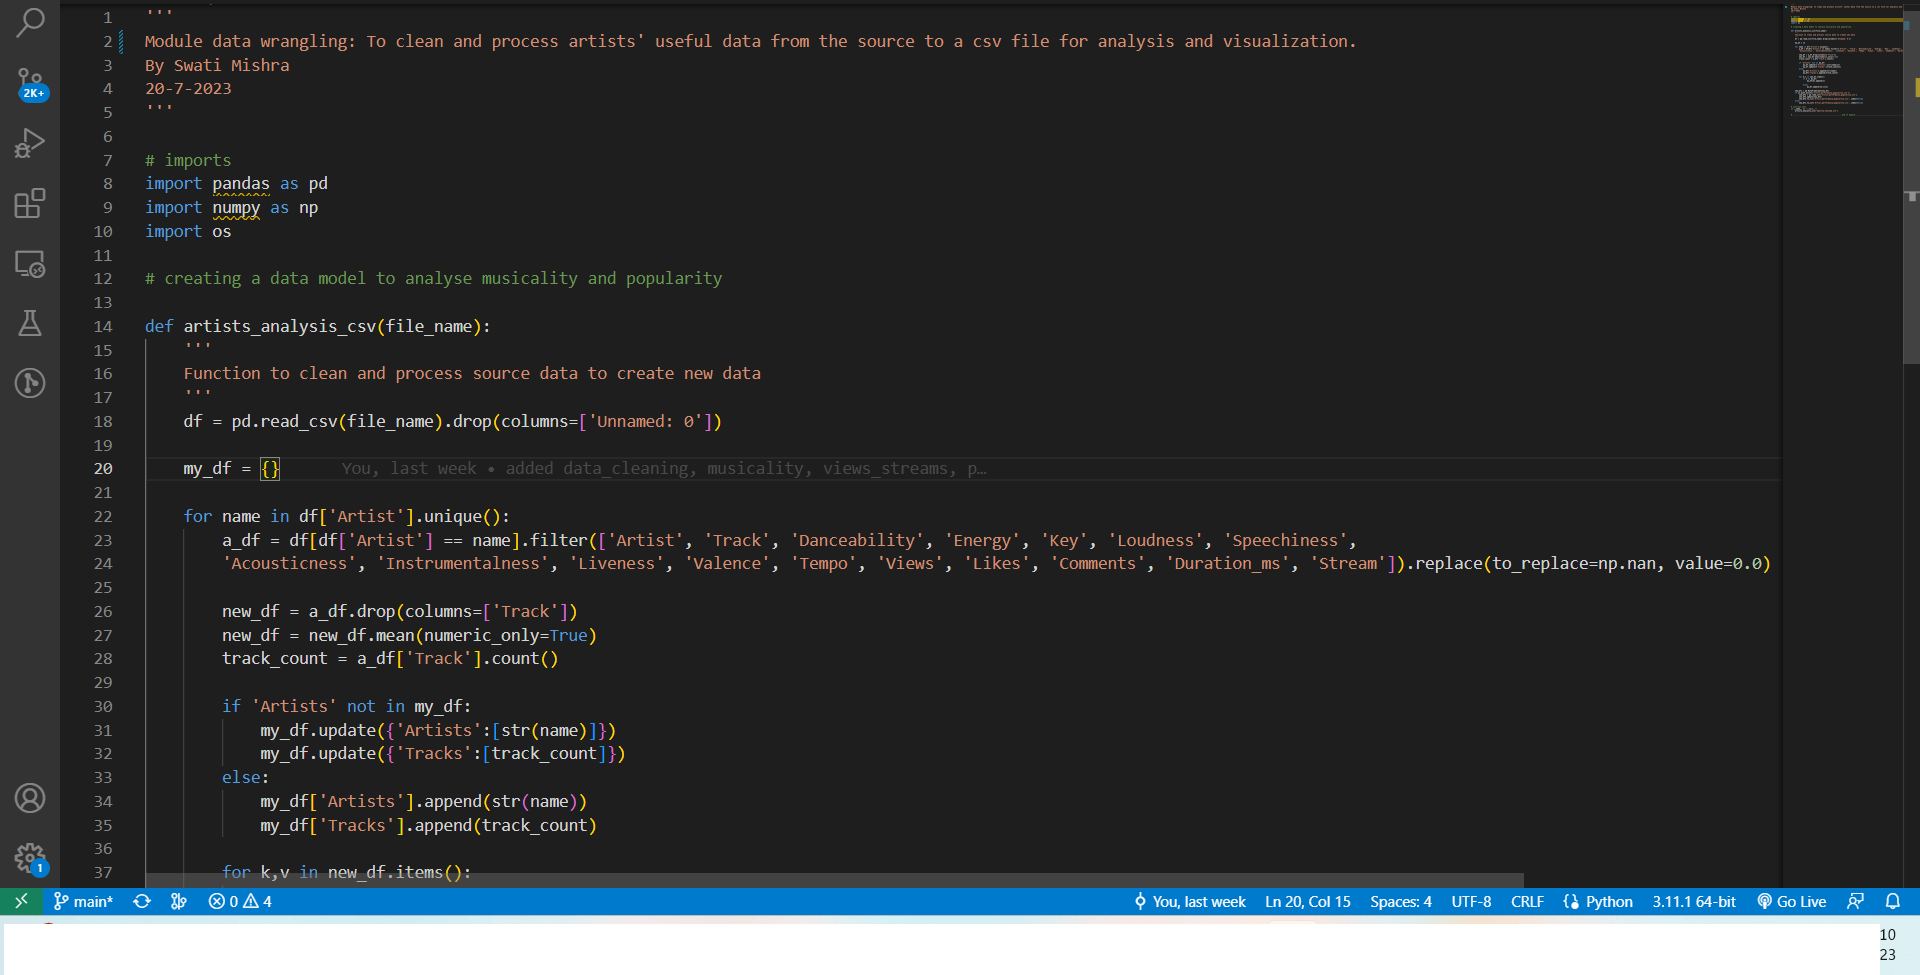 2K+
1
1 '''
2 Module data wrangling: To clean and process artists' useful data from the source to a csv file for analysis and visualization.
3 By Swati Mishra
4 20-7-2023
5 '''
6
7 # imports
8 import pandas as pd
9 import numpy as np
10 import os
11
12 # creating a data model to analyse musicality and popularity
13
14 def artists_analysis_csv(file_name):
15 '''
16 Function to clean and process source data to create new data
17 '''
18 df = pd.read_csv(file_name).drop(columns=['Unnamed: 0'])
19
20 my_df = {} You, last week • added data_cleaning, musicality, views_streams, p…
21
22 for name in df['Artist'].unique():
23 a_df = df[df['Artist'] == name].filter(['Artist', 'Track', 'Danceability', 'Energy', 'Key', 'Loudness', 'Speechiness',
24 'Acousticness', 'Instrumentalness', 'Liveness', 'Valence', 'Tempo', 'Views', 'Likes', 'Comments', 'Duration_ms', 'Stream']).replace(to_replace=np.nan, value=0.0)
25
26 new_df = a_df.drop(columns=['Track'])
27 new_df = new_df.mean(numeric_only=True)
28 track_count = a_df['Track'].count()
29
30 if 'Artists' not in my_df:
31 my_df.update({'Artists':[str(name)]})
32 my_df.update({'Tracks':[track_count]})
33 else:
34 my_df['Artists'].append(str(name))
35 my_df['Tracks'].append(track_count)
36
37 for k,v in new_df.items():
main* 0 4 You, last week Ln 20, Col 15 Spaces: 4 UTF-8 CRLF Python 3.11.1 64-bit Go Live
10
23